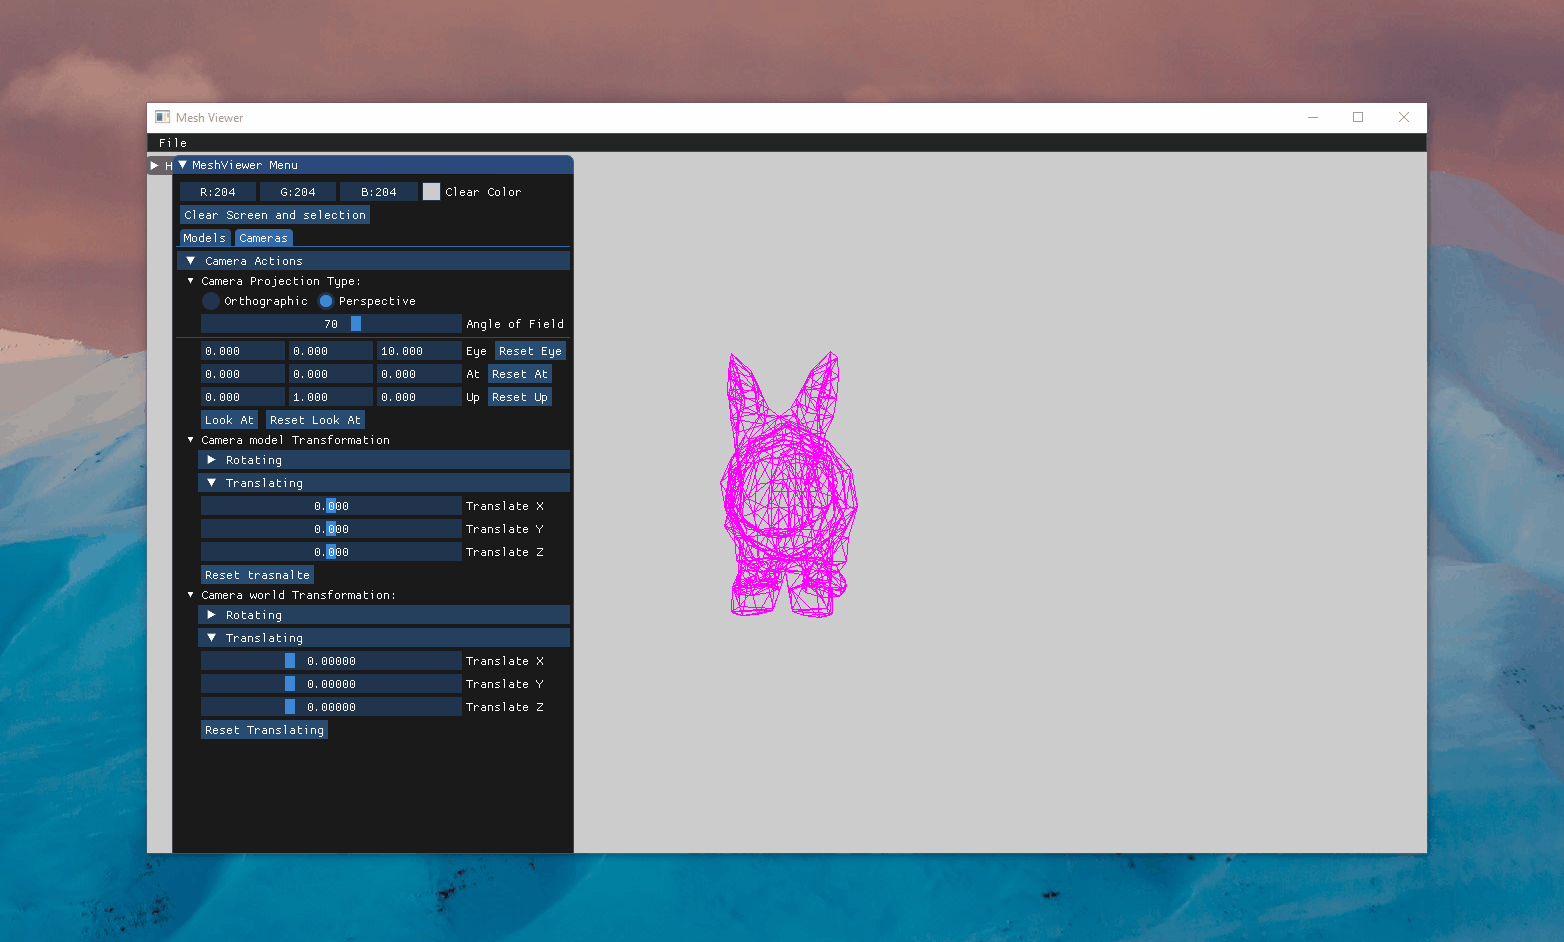 Mesh Viewer
File
H MeshViewer Menu
R:204 G:204 B:204 Clear Color
Clear Screen and selection
Models Cameras
Camera Actions
Camera Projection Type:
Orthographic Perspective
70 Angle of Field
0.000 0.000 10.000 Eye Reset Eye
0.000 0.000 0.000 At Reset At
0.000 1.000 0.000 Up Reset Up
Look At Reset Look At
Camera model Transformation
Rotating
Translating
0.000 Translate X
0.000 Translate Y
0.000 Translate Z
Reset trasnalte
Camera world Transformation:
Rotating
Translating
0.00000 Translate X
0.00000 Translate Y
0.00000 Translate Z
Reset Translating